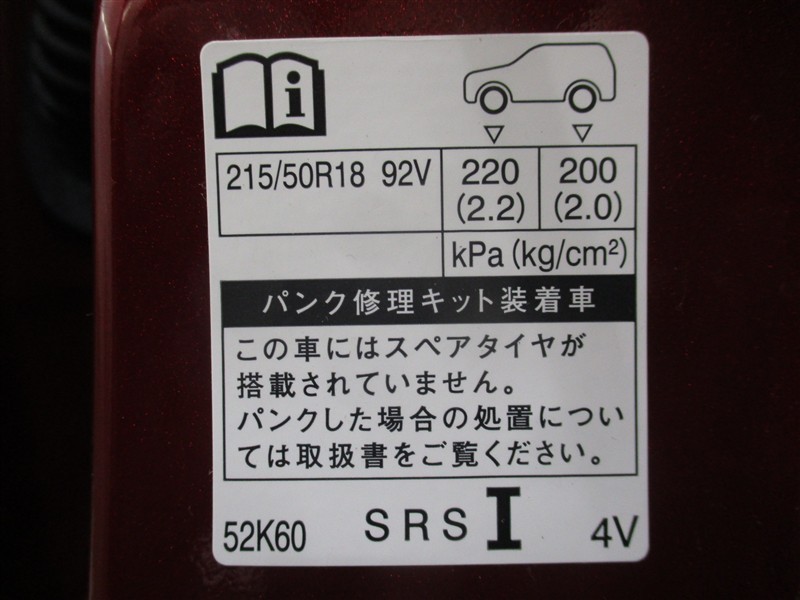 i
215/50R18 92V 220 200
(2.2) (2.0)
kPa (kg/cm²)
パンク修理キット装着車
この車にはスペアタイヤが
搭載されていません。
パンクした場合の処置につい
ては取扱書をご覧ください。
52K60 SRS I 4V